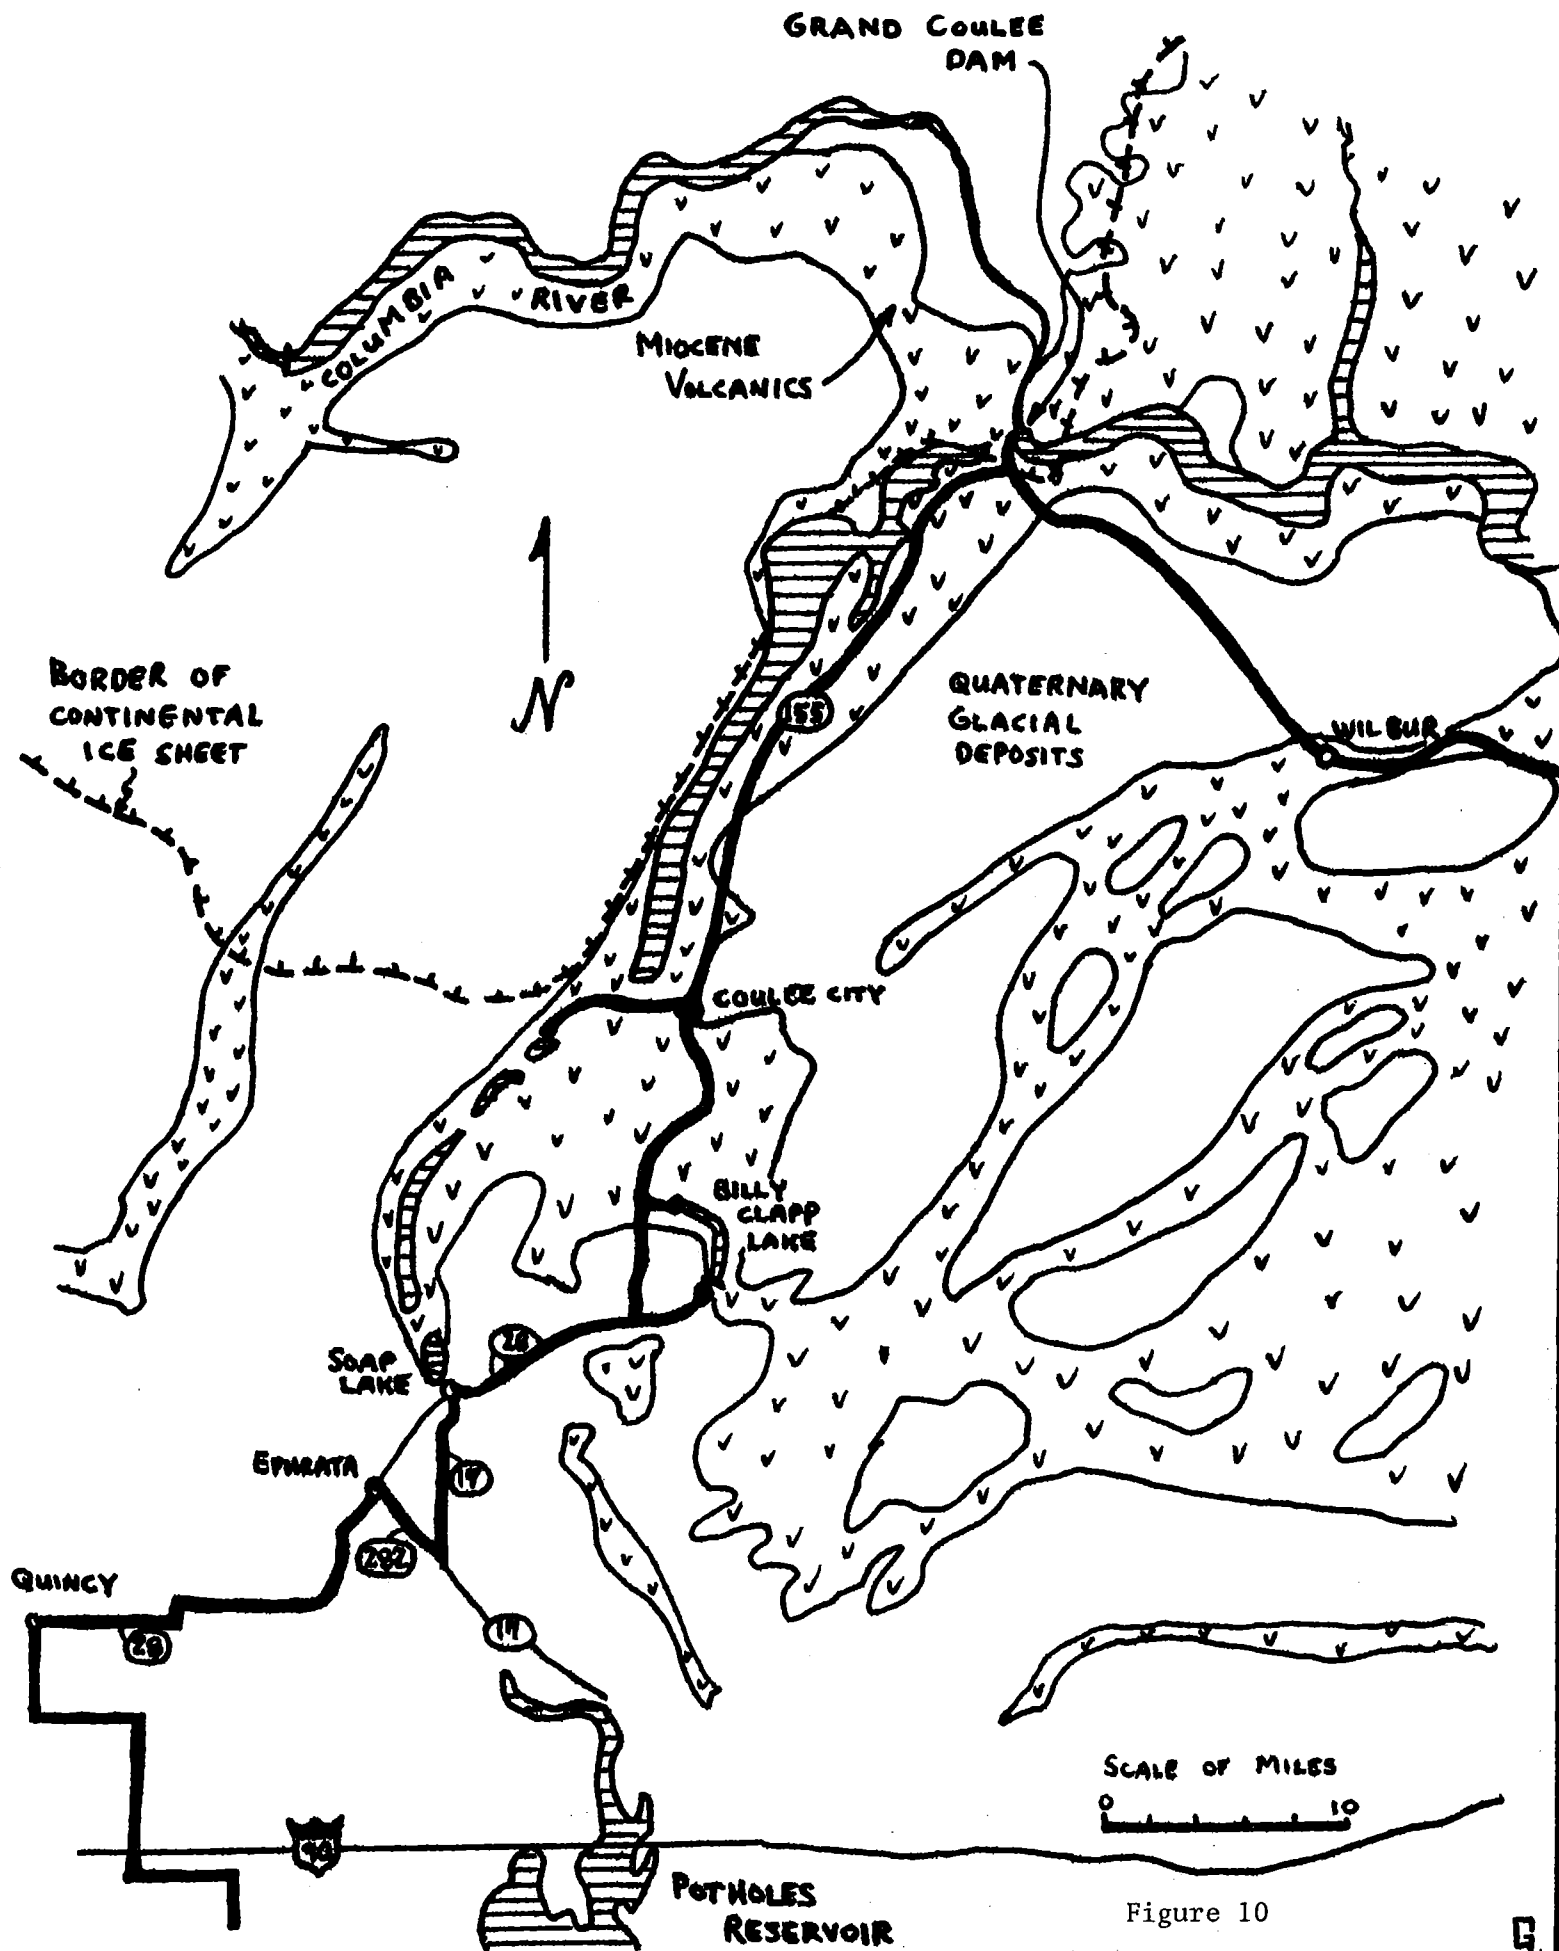 GRAND COULEE
DAM
COLUMBIA
RIVER
MIOCENE
VOLCANICS
N
BORDER OF
CONTINENTAL
ICE SHEET
155
QUATERNARY
GLACIAL
DEPOSITS
WILBUR
COULEE CITY
BILLY
CLAPP
LAKE
SOAP
LAKE
28
EPHRATA
17
282
QUINCY
28
17
SCALE OF MILES
0 10
90
POTHOLES
RESERVOIR
Figure 10
G